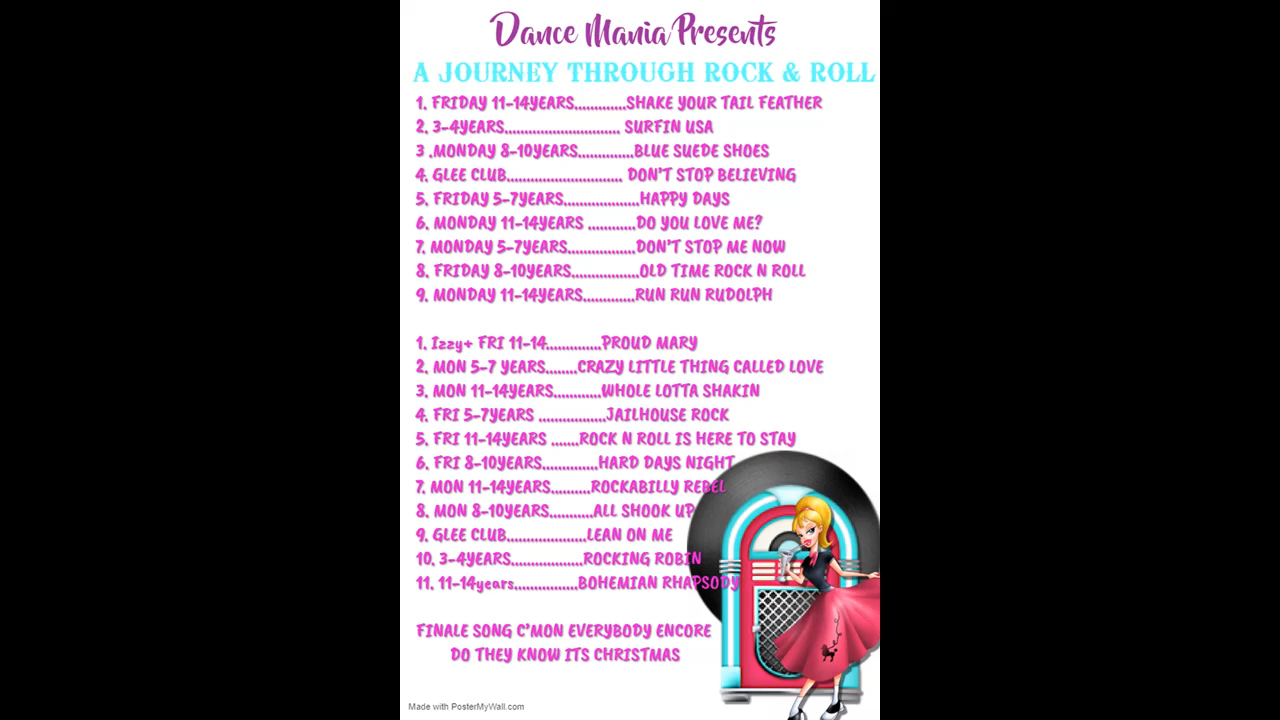 Dance Mania Presents
A JOURNEY THROUGH ROCK & ROLL
1. FRIDAY 11-14YEARS.............SHAKE YOUR TAIL FEATHER
2. 3-4YEARS............................. SURFIN USA
3 .MONDAY 8-10YEARS..............BLUE SUEDE SHOES
4. GLEE CLUB............................. DON'T STOP BELIEVING
5. FRIDAY 5-7YEARS...................HAPPY DAYS
6. MONDAY 11-14YEARS ............DO YOU LOVE ME?
7. MONDAY 5-7YEARS.................DON'T STOP ME NOW
8. FRIDAY 8-10YEARS.................OLD TIME ROCK N ROLL
9. MONDAY 11-14YEARS.............RUN RUN RUDOLPH
1. Izzy+ FRI 11-14..............PROUD MARY
2. MON 5-7 YEARS........CRAZY LITTLE THING CALLED LOVE
3. MON 11-14YEARS............WHOLE LOTTA SHAKIN
4. FRI 5-7YEARS .................JAILHOUSE ROCK
5. FRI 11-14YEARS .......ROCK N ROLL IS HERE TO STAY
6. FRI 8-10YEARS..............HARD DAYS NIGHT
7. MON 11-14YEARS..........ROCKABILLY REBEL
8. MON 8-10YEARS...........ALL SHOOK UP
9. GLEE CLUB....................LEAN ON ME
10. 3-4YEARS..................ROCKING ROBIN
11. 11-14years................BOHEMIAN RHAPSODY
FINALE SONG C'MON EVERYBODY ENCORE
DO THEY KNOW ITS CHRISTMAS
Made with PosterMyWall.com